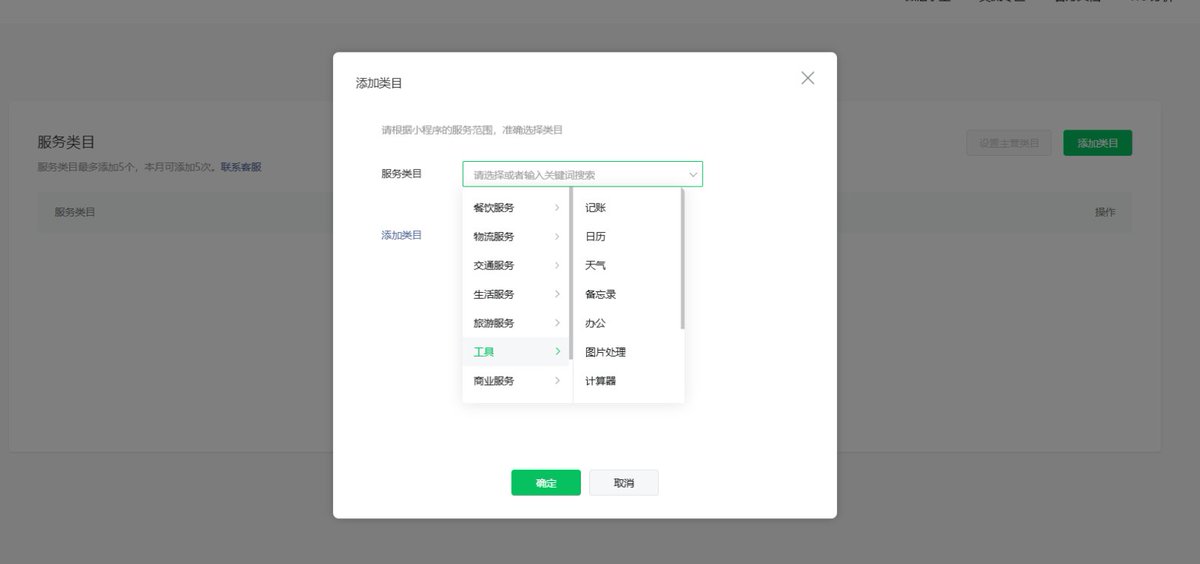 添加类目
请根据小程序的服务范围，准确选择类目
服务类目
请选择或者输入关键词搜索
服务类目
设置主要类目
添加类目
服务类目最多添加5个，本月可添加5次。联系客服
服务类目
操作
添加类目
餐饮服务
物流服务
交通服务
生活服务
旅游服务
工具
商业服务
记账
日历
天气
备忘录
办公
图片处理
计算器
确定
取消